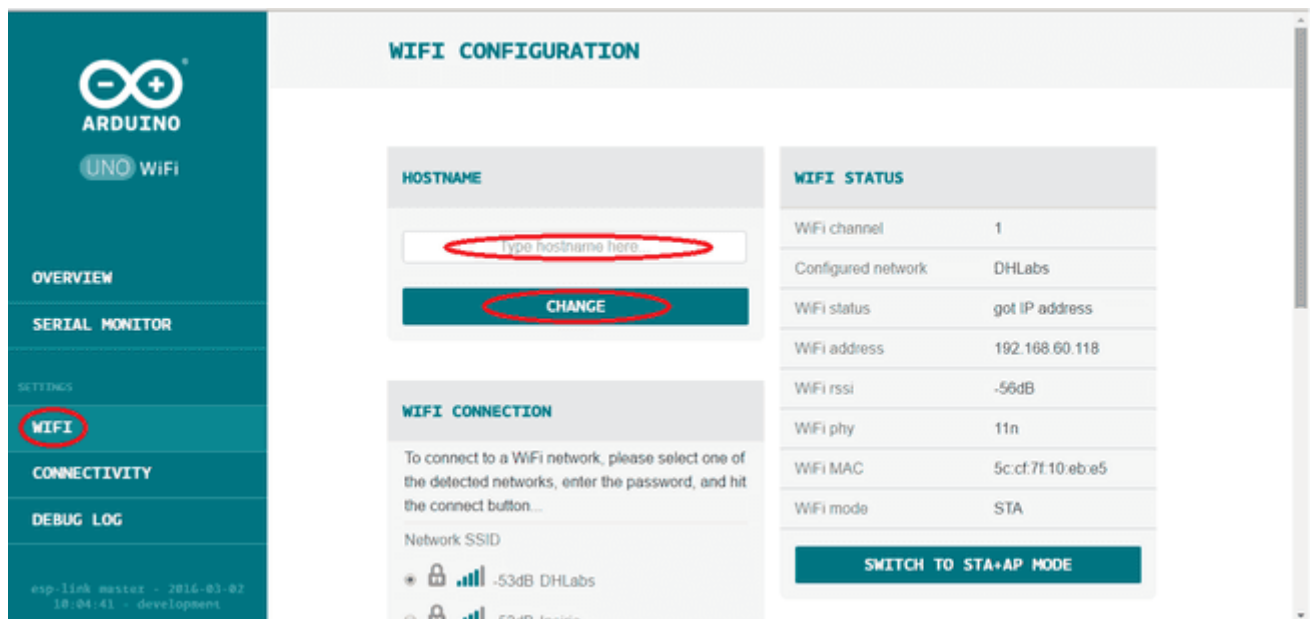 ARDUINO
UNO WiFi
OVERVIEW
SERIAL MONITOR
SETTINGS
WIFI
CONNECTIVITY
DEBUG LOG
esp-link master - 2016-03-02
10:04:41 - development
WIFI CONFIGURATION
HOSTNAME
Type hostname here
CHANGE
WIFI CONNECTION
To connect to a WiFi network, please select one of
the detected networks, enter the password, and hit
the connect button...
Network SSID
-53dB DHLabs
WIFI STATUS
WiFi channel 1
Configured network DHLabs
WiFi status got IP address
WiFi address 192.168.60.118
WiFi rssi -56dB
WiFi phy 11n
WiFi MAC 5c:cf:7f:10:eb:e5
WiFi mode STA
SWITCH TO STA+AP MODE